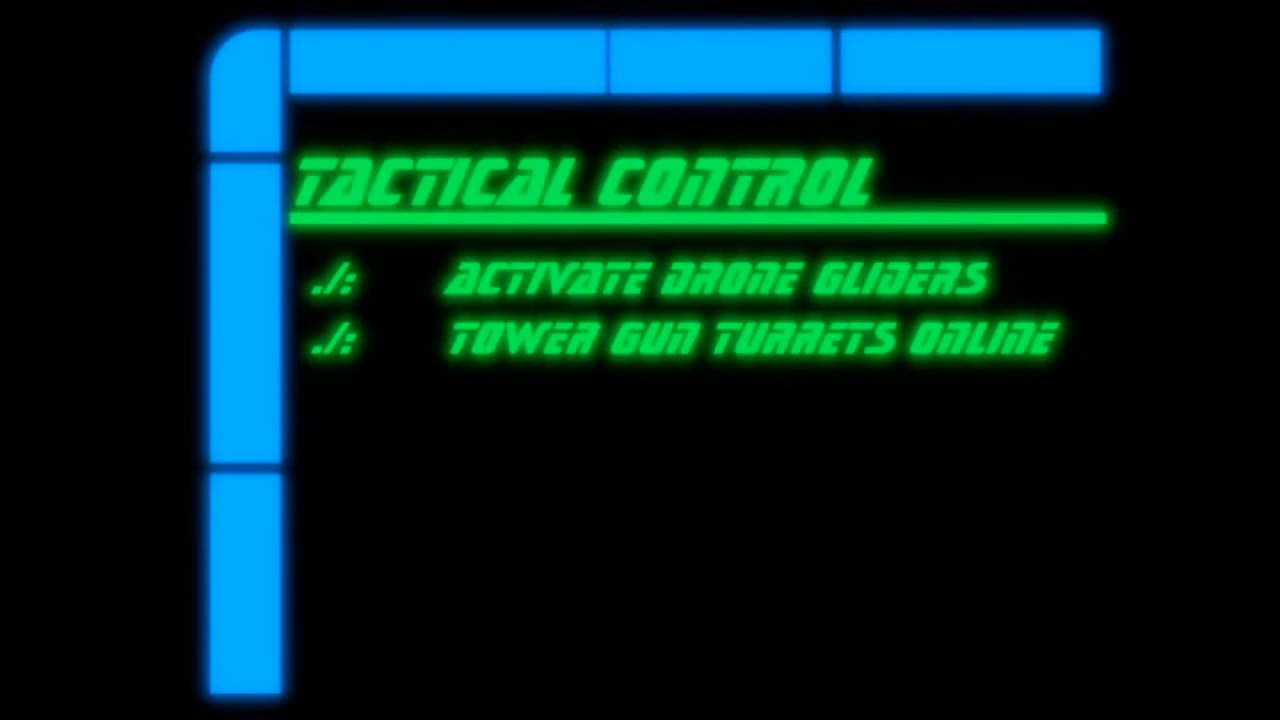 TACTICAL CONTROL
./: ACTIVATE DRONE GLIDERS
./: TOWER GUN TURRETS ONLINE